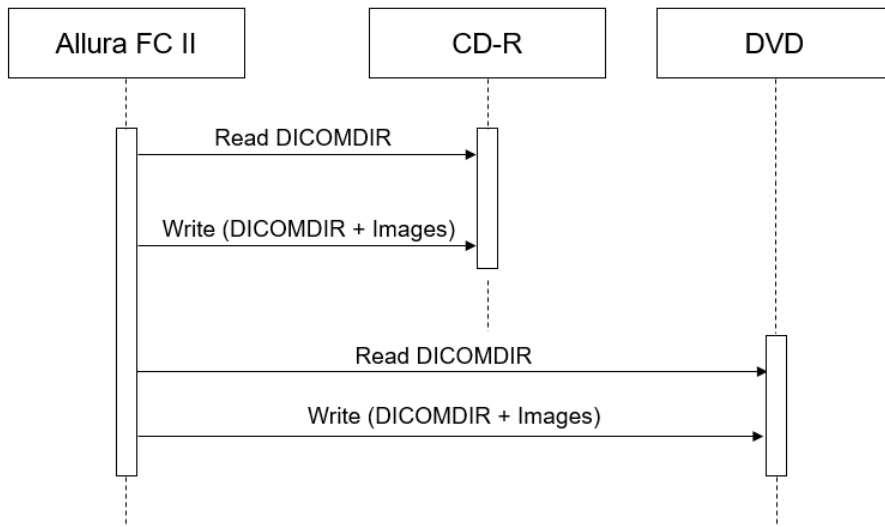 Allura FC II
CD-R
DVD
Read DICOMDIR
Write (DICOMDIR + Images)
Read DICOMDIR
Write (DICOMDIR + Images)